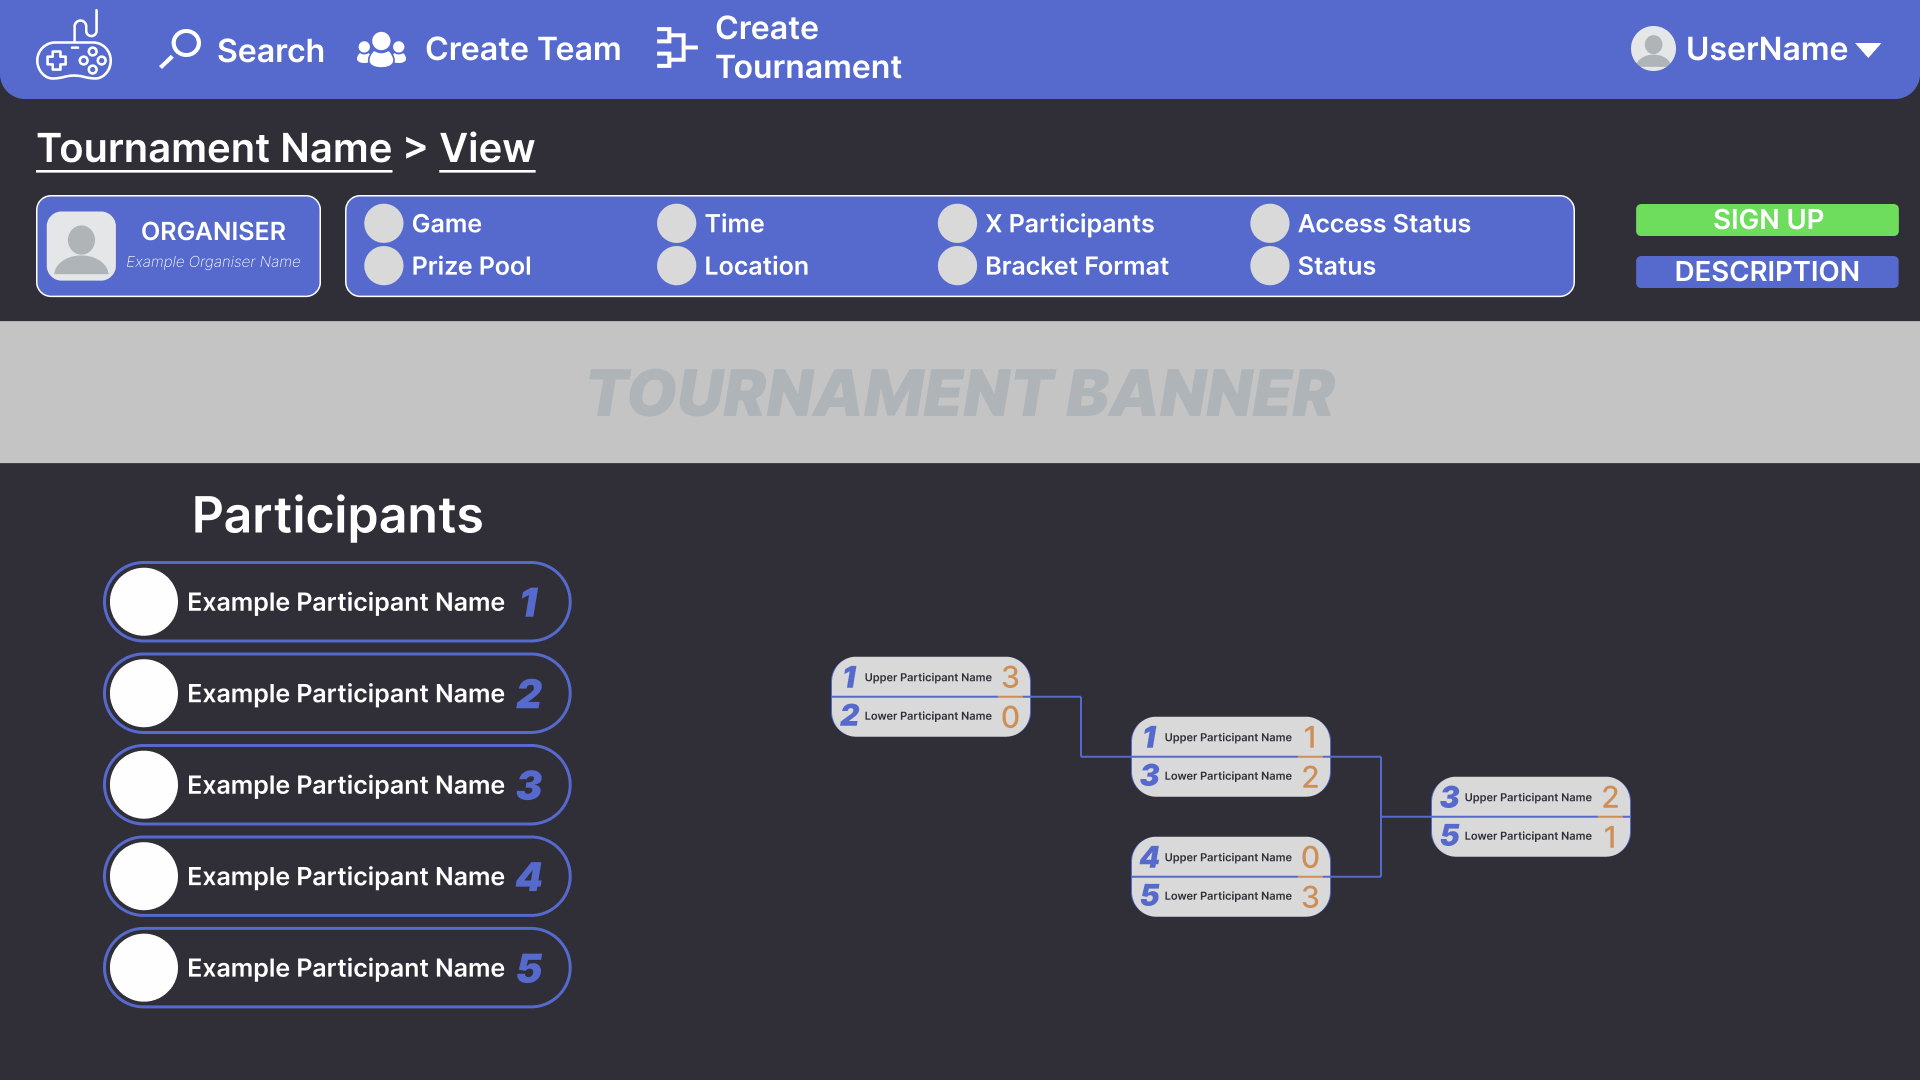 Search
Create Team
Create
Tournament
UserName
Tournament Name > View
ORGANISER
Example Organiser Name
Game
Time
X Participants
Access Status
Prize Pool
Location
Bracket Format
Status
SIGN UP
DESCRIPTION
TOURNAMENT BANNER
Participants
Example Participant Name 1
Example Participant Name 2
Example Participant Name 3
Example Participant Name 4
Example Participant Name 5
1 Upper Participant Name 3
2 Lower Participant Name 0
1 Upper Participant Name 1
3 Lower Participant Name 2
4 Upper Participant Name 0
5 Lower Participant Name 3
3 Upper Participant Name 2
5 Lower Participant Name 1